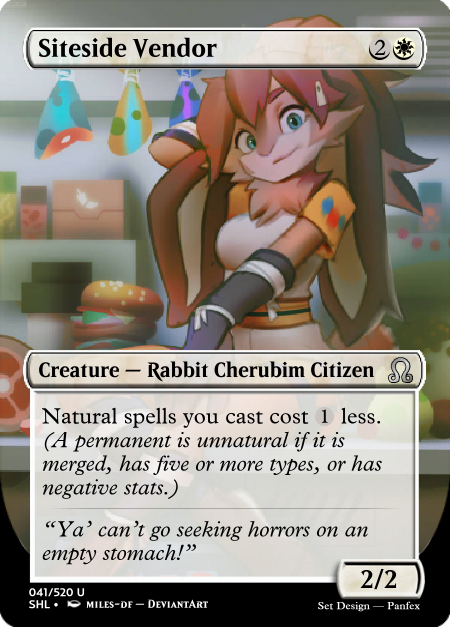 Siteside Vendor 2
Creature — Rabbit Cherubim Citizen
Natural spells you cast cost 1 less.
(A permanent is unnatural if it is
merged, has five or more types, or has
negative stats.)
“Ya’ can’t go seeking horrors on an
empty stomach!”
2/2
041/520 U
SHL • MILES-DF — DEVIANTART
Set Design — Panfex